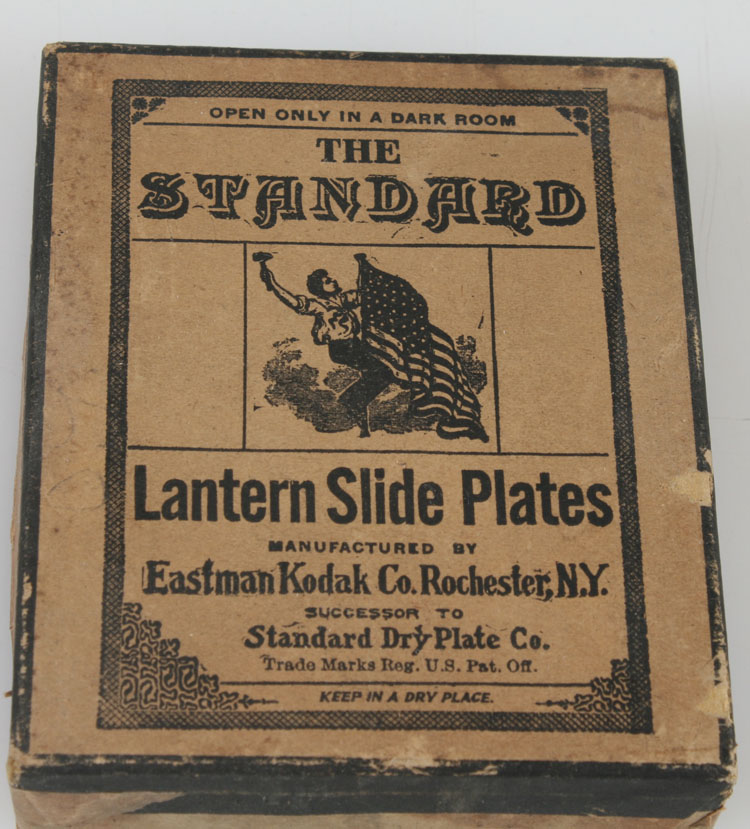 OPEN ONLY IN A DARK ROOM
THE
STANDARD
Lantern Slide Plates
MANUFACTURED BY
Eastman Kodak Co. Rochester, N.Y.
SUCCESSOR TO
Standard Dry Plate Co.
Trade Marks Reg. U.S. Pat. Off.
KEEP IN A DRY PLACE.